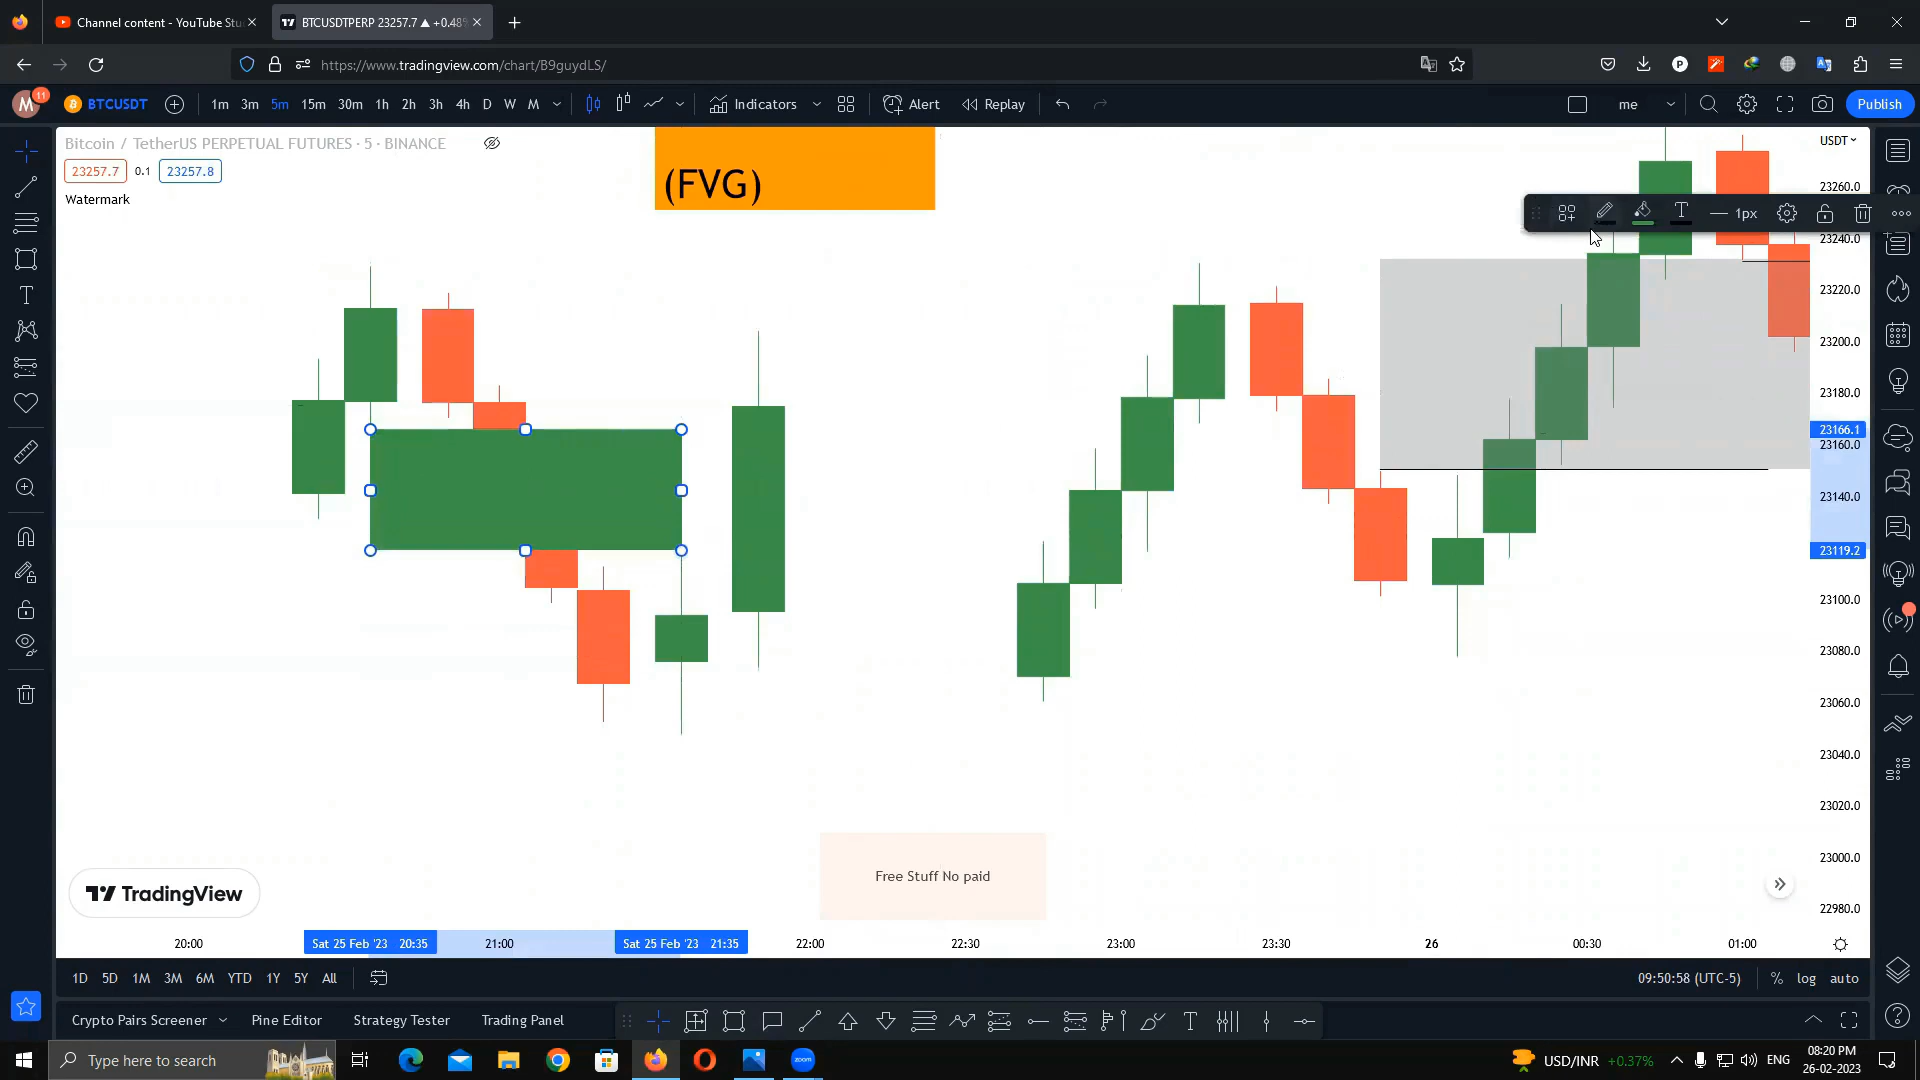 Channel content - YouTube Stu
BTCUSDTPERP 23257.7 ▲ +0.48%
https://www.tradingview.com/chart/B9guydLS/
M
11
BTCUSDT
1m 3m 5m 15m 30m 1h 2h 3h 4h D W M
Indicators
Alert
Replay
me
Publish
Bitcoin / TetherUS PERPETUAL FUTURES · 5 · BINANCE
23257.7 0.1 23257.8
Watermark
(FVG)
1px
USDT
23260.0
23240.0
23220.0
23200.0
23180.0
23166.1
23160.0
23140.0
23119.2
23100.0
23080.0
23060.0
23040.0
23020.0
23000.0
22980.0
Free Stuff No paid
TradingView
20:00
Sat 25 Feb '23 20:35
21:00
Sat 25 Feb '23 21:35
22:00
22:30
23:00
23:30
26
00:30
01:00
1D 5D 1M 3M 6M YTD 1Y 5Y All
09:50:58 (UTC-5)
% log auto
Crypto Pairs Screener
Pine Editor
Strategy Tester
Trading Panel
Type here to search
zoom
USD/INR +0.37%
ENG
08:20 PM
26-02-2023